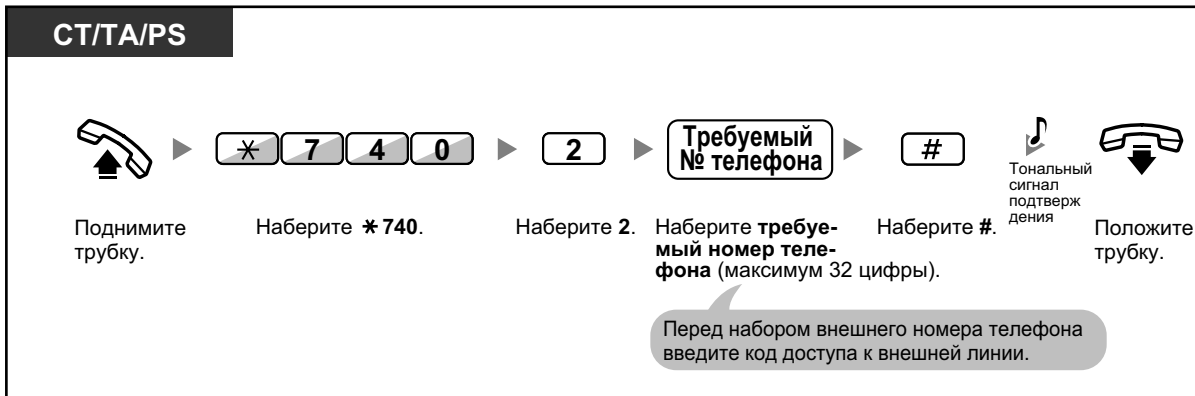 CT/TA/PS
✳ 7 4 0
2
Требуемый
№ телефона
#
Тональный
сигнал
подтверж
дения
Поднимите
трубку.
Наберите ✳ 740.
Наберите 2.
Наберите требуе-
мый номер теле-
фона (максимум 32 цифры).
Наберите #.
Положите
трубку.
Перед набором внешнего номера телефона
введите код доступа к внешней линии.